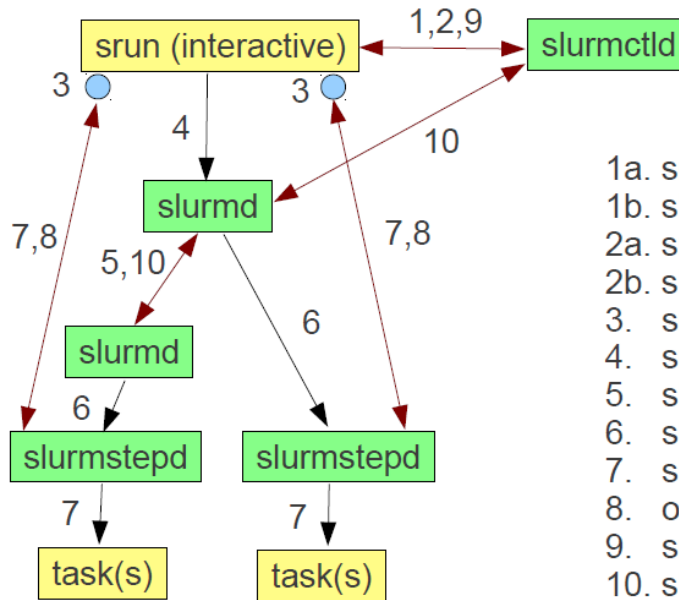 srun (interactive)
1,2,9
slurmctld
3
3
4
10
slurmd
7,8
7,8
5,10
6
slurmd
6
slurmstepd
slurmstepd
7
7
task(s)
task(s)
1a. s
1b. s
2a. s
2b. s
3. s
4. s
5. s
6. s
7. s
8. o
9. s
10. s